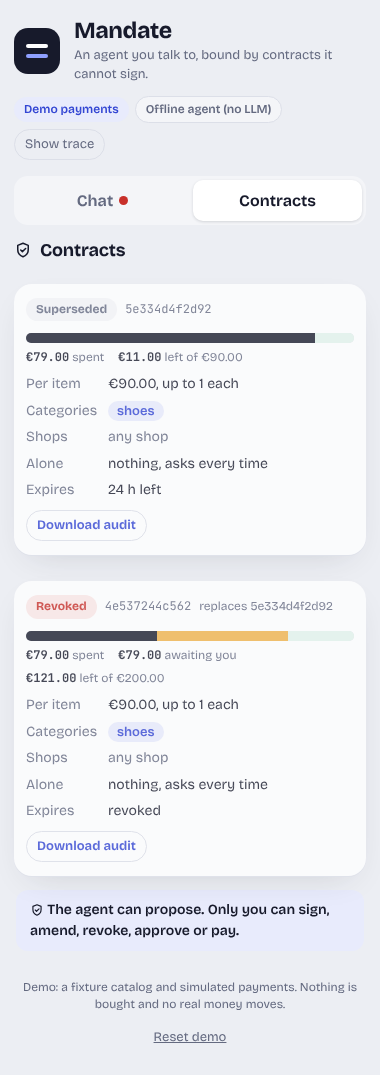 Mandate
An agent you talk to, bound by contracts it
cannot sign.
Demo payments Offline agent (no LLM)
Show trace
Chat Contracts
Contracts
Superseded 5e334d4f2d92
€79.00 spent €11.00 left of €90.00
Per item €90.00, up to 1 each
Categories shoes
Shops any shop
Alone nothing, asks every time
Expires 24 h left
Download audit
Revoked 4e537244c562 replaces 5e334d4f2d92
€79.00 spent €79.00 awaiting you
€121.00 left of €200.00
Per item €90.00, up to 1 each
Categories shoes
Shops any shop
Alone nothing, asks every time
Expires revoked
Download audit
The agent can propose. Only you can sign,
amend, revoke, approve or pay.
Demo: a fixture catalog and simulated payments. Nothing is
bought and no real money moves.
Reset demo